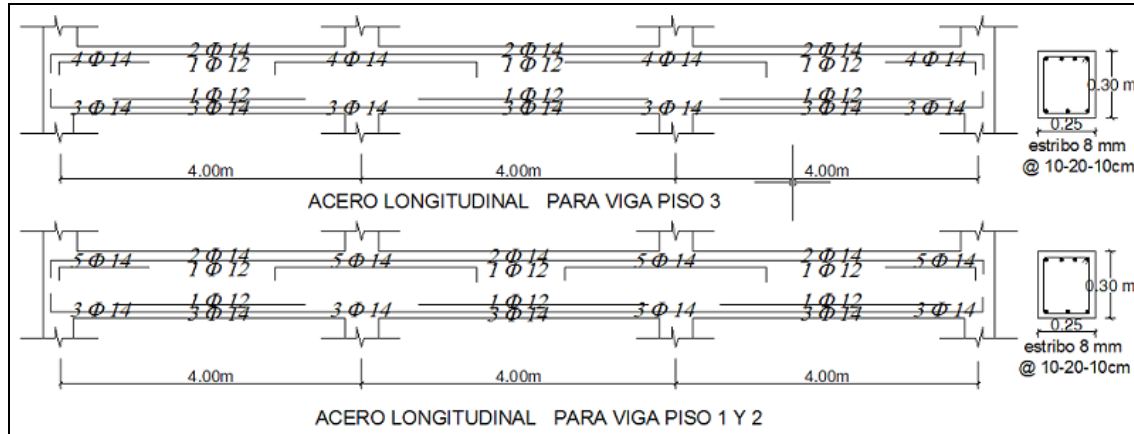 2 Φ 14 2 Φ 14 2 Φ 14
4 Φ 14 1 Φ 12 4 Φ 14 1 Φ 12 4 Φ 14 1 Φ 12 4 Φ 14
1 Φ 12 1 Φ 12 1 Φ 12
3 Φ 14 3 Φ 14 3 Φ 14 3 Φ 14 3 Φ 14 3 Φ 14 3 Φ 14
0.30 m
0.25
estribo 8 mm
@ 10-20-10cm
4.00m 4.00m 4.00m
ACERO LONGITUDINAL PARA VIGA PISO 3
2 Φ 14 2 Φ 14 2 Φ 14
5 Φ 14 1 Φ 12 5 Φ 14 1 Φ 12 5 Φ 14 1 Φ 12 5 Φ 14
1 Φ 12 1 Φ 12 1 Φ 12
3 Φ 14 3 Φ 14 3 Φ 14 3 Φ 14 3 Φ 14 3 Φ 14 3 Φ 14
0.30 m
0.25
estribo 8 mm
@ 10-20-10cm
4.00m 4.00m 4.00m
ACERO LONGITUDINAL PARA VIGA PISO 1 Y 2